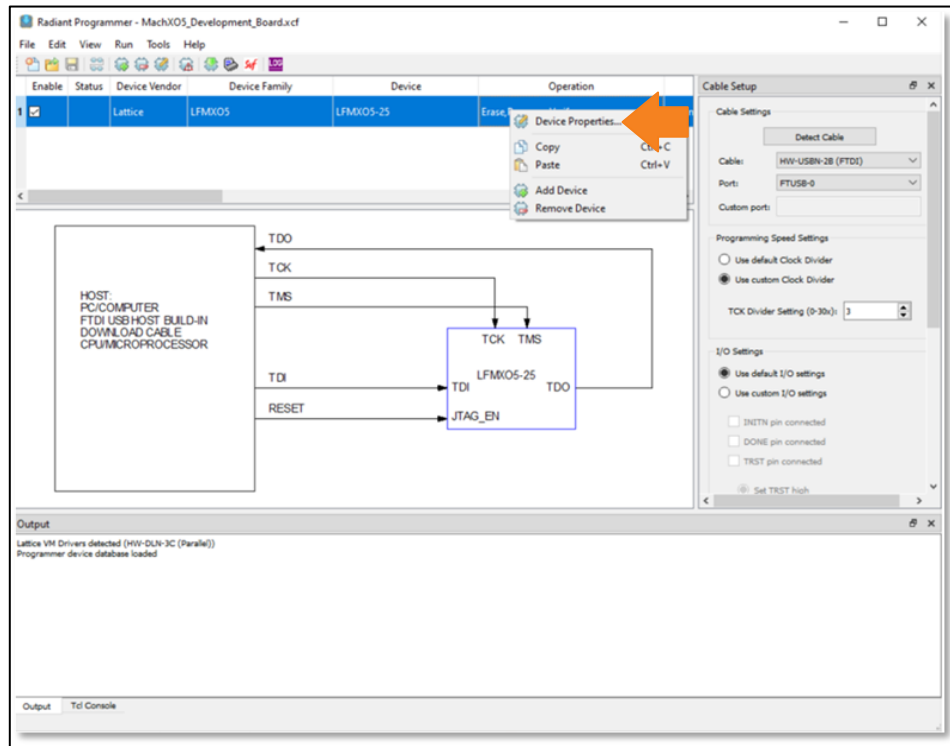 Radiant Programmer - MachXO5_Development_Board.xcf
File Edit View Run Tools Help
LOG
Enable Status Device Vendor Device Family Device Operation
1 Lattice LFMXO5 LFMXO5-25 Erase,
Device Properties...
Copy Ctrl+C
Paste Ctrl+V
Add Device
Remove Device
Cable Setup
Cable Settings
Detect Cable
Cable: HW-USBN-2B (FTDI)
Port: FTUSB-0
Custom port:
Programming Speed Settings
Use default Clock Divider
Use custom Clock Divider
TCK Divider Setting (0-30x): 3
I/O Settings
Use default I/O settings
Use custom I/O settings
INITN pin connected
DONE pin connected
TRST pin connected
Set TRST high
TDO
TCK
TMS
HOST:
PC/COMPUTER
FTDI USB HOST BUILD-IN
DOWNLOAD CABLE
CPU/MICROPROCESSOR
TCK TMS
LFMXO5-25
TDI
TDI TDO
RESET
JTAG_EN
Output
Lattice VM Drivers detected (HW-DLN-3C (Parallel))
Programmer device database loaded
Output Tcl Console